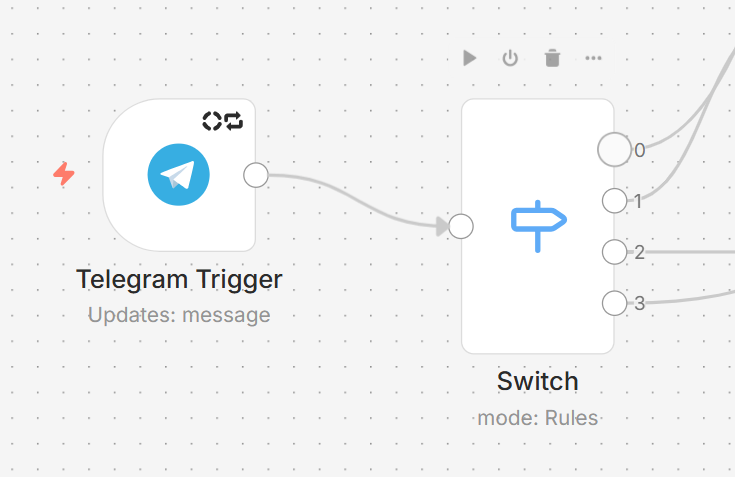 0
1
2
3
Telegram Trigger
Updates: message
Switch
mode: Rules